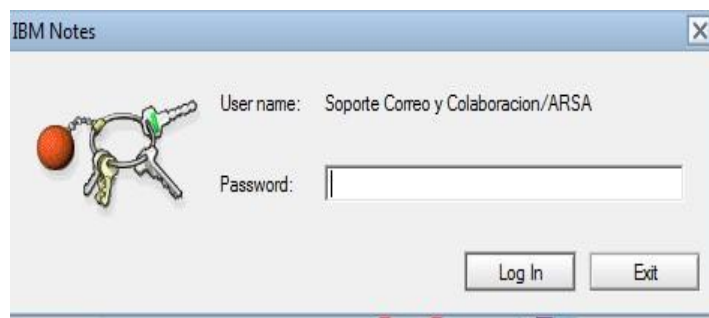 IBM Notes
User name: Soporte Correo y Colaboracion/ARSA
Password:
Log In Exit